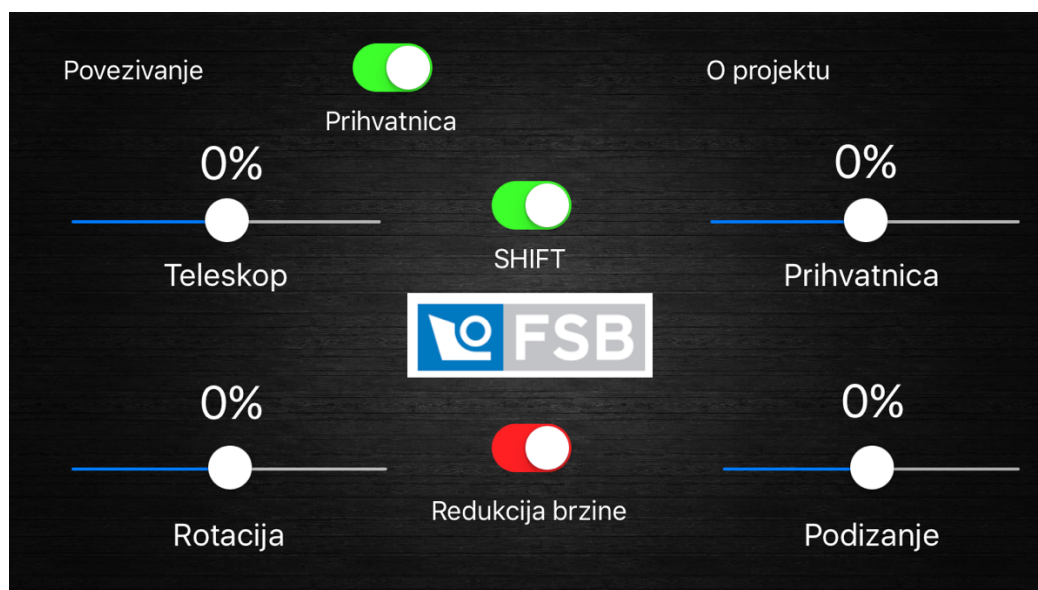 Povezivanje
O projektu
Prihvatnica
0%
0%
SHIFT
Teleskop
Prihvatnica
FSB
0%
0%
Redukcija brzine
Rotacija
Podizanje